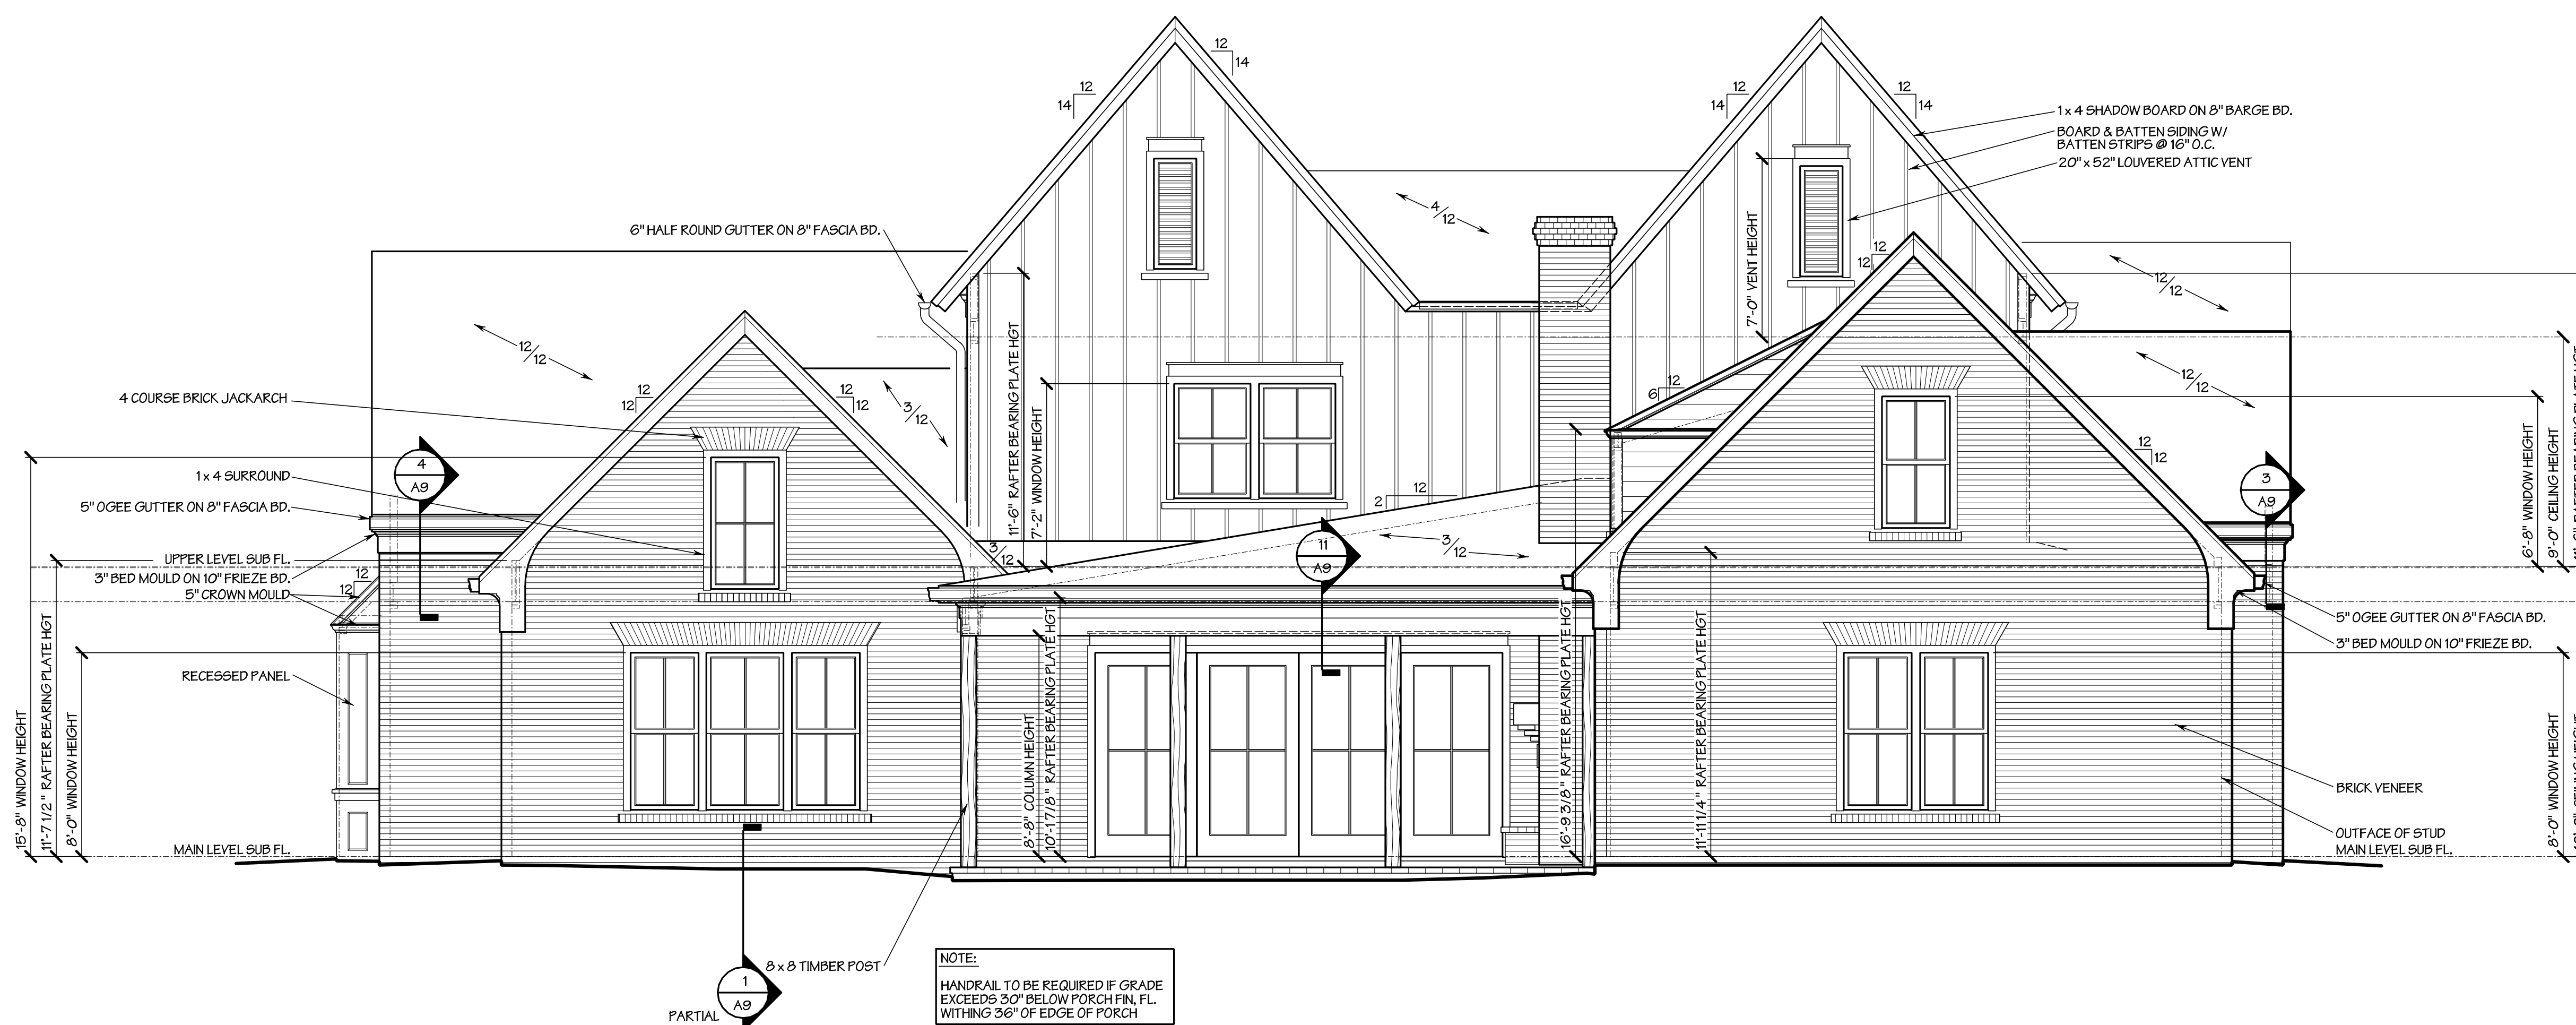 12
14
12
14
12
14
12
14
1 x 4 SHADOW BOARD ON 8" BARGE BD.
BOARD & BATTEN SIDING W/
BATTEN STRIPS @ 16" O.C.
20" x 52" LOUVERED ATTIC VENT
4/12
6" HALF ROUND GUTTER ON 8" FASCIA BD.
7'-0" VENT HEIGHT
12
12
12/12
12/12
12/12
4 COURSE BRICK JACKARCH
12
12
12
12
3/12
11'-6" RAFTER BEARING PLATE HGT
7'-2" WINDOW HEIGHT
12
6
6'-8" WINDOW HEIGHT
9'-0" CEILING HEIGHT
12
12
4
A9
1 x 4 SURROUND
5" OGEE GUTTER ON 8" FASCIA BD.
12
2
3
A9
UPPER LEVEL SUB FL.
3" BED MOULD ON 10" FRIEZE BD.
5" CROWN MOULD
12
12
3/12
11
A9
3/12
5" OGEE GUTTER ON 8" FASCIA BD.
3" BED MOULD ON 10" FRIEZE BD.
RECESSED PANEL
15'-8" WINDOW HEIGHT
11'-7 1/2" RAFTER BEARING PLATE HGT
8'-0" WINDOW HEIGHT
8'-8" COLUMN HEIGHT
10'-1 7/8" RAFTER BEARING PLATE HGT
16'-9 3/8" RAFTER BEARING PLATE HGT
11'-11 1/4" RAFTER BEARING PLATE HGT
8'-0" WINDOW HEIGHT
BRICK VENEER
MAIN LEVEL SUB FL.
OUTFACE OF STUD
MAIN LEVEL SUB FL.
8 x 8 TIMBER POST
1
A9
PARTIAL
NOTE:
HANDRAIL TO BE REQUIRED IF GRADE
EXCEEDS 30" BELOW PORCH FIN, FL.
WITHING 36" OF EDGE OF PORCH